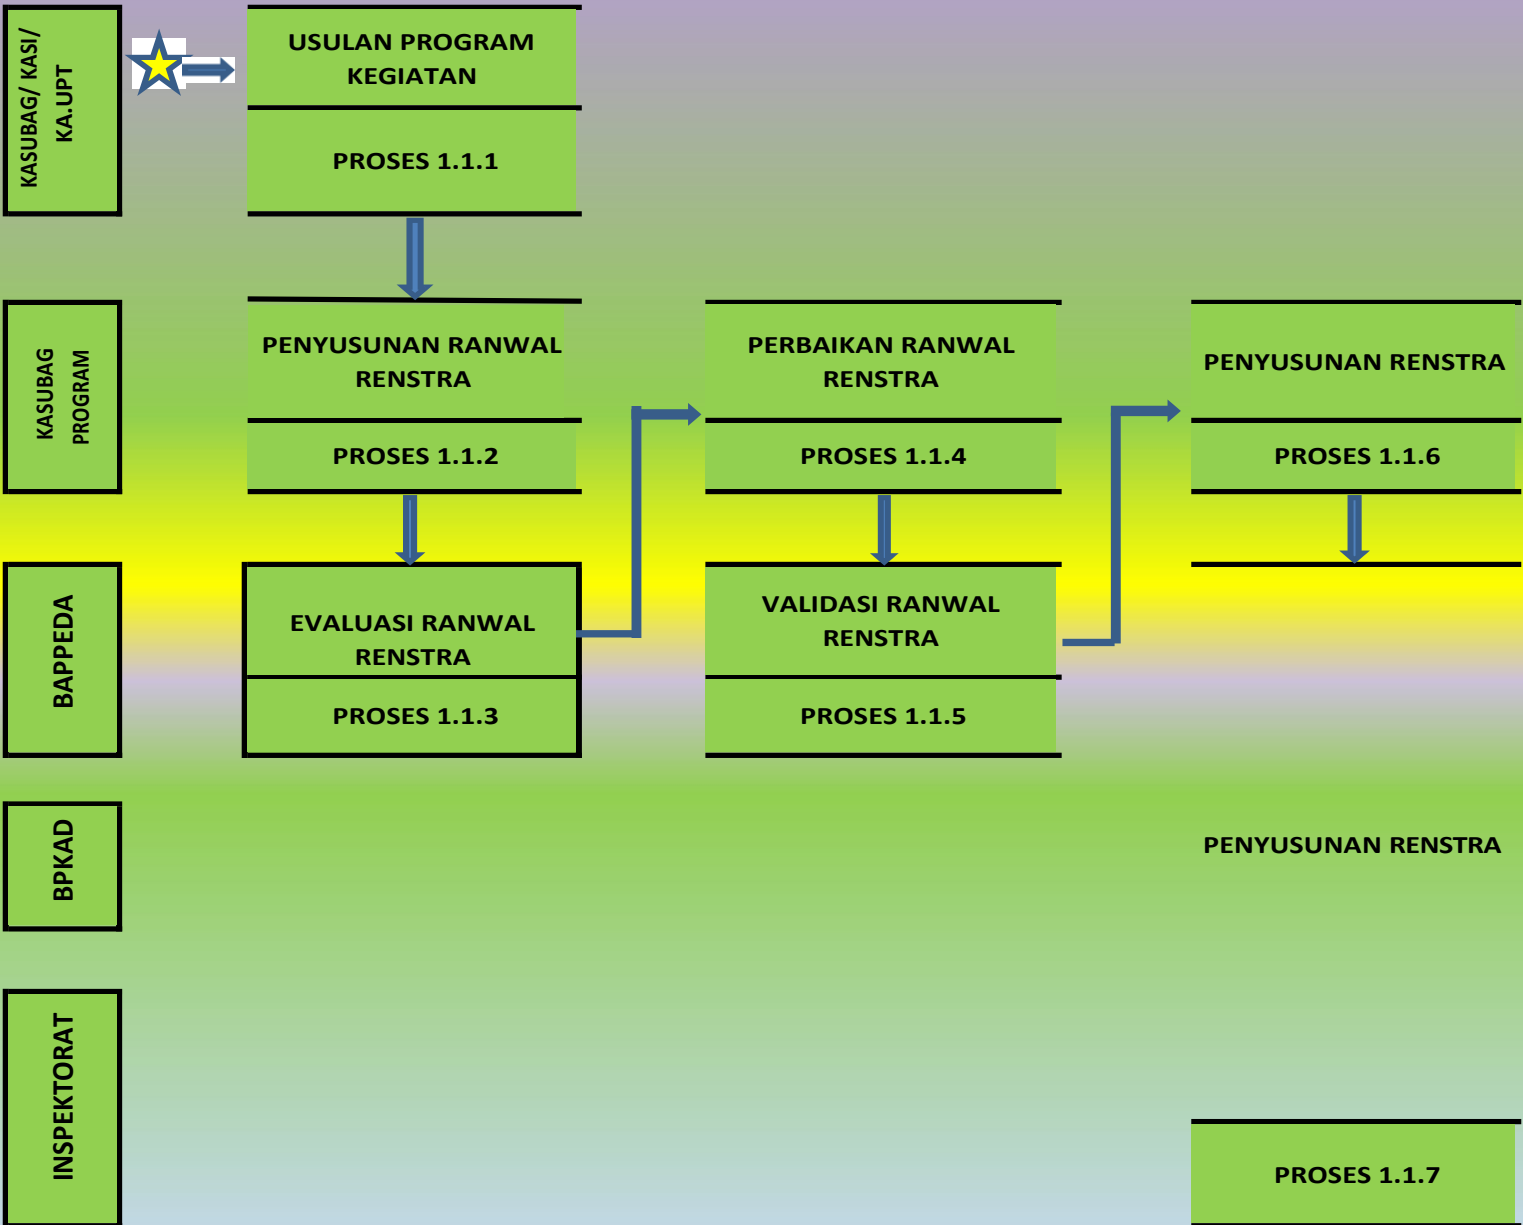 KASUBAG/ KASI/
KA.UPT
USULAN PROGRAM
KEGIATAN
PROSES 1.1.1
KASUBAG
PROGRAM
PENYUSUNAN RANWAL
RENSTRA
PROSES 1.1.2
PERBAIKAN RANWAL
RENSTRA
PROSES 1.1.4
PENYUSUNAN RENSTRA
PROSES 1.1.6
BAPPEDA
EVALUASI RANWAL
RENSTRA
PROSES 1.1.3
VALIDASI RANWAL
RENSTRA
PROSES 1.1.5
BPKAD
PENYUSUNAN RENSTRA
INSPEKTORAT
PROSES 1.1.7